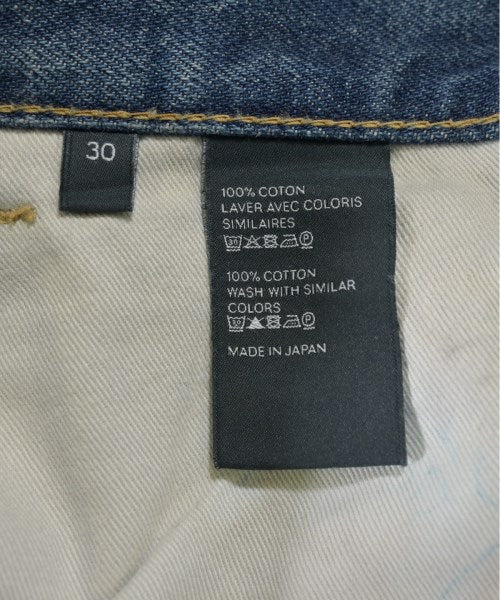 30
100% COTON
LAVER AVEC COLORIS
SIMILAIRES
100% COTTON
WASH WITH SIMILAR
COLORS
MADE IN JAPAN